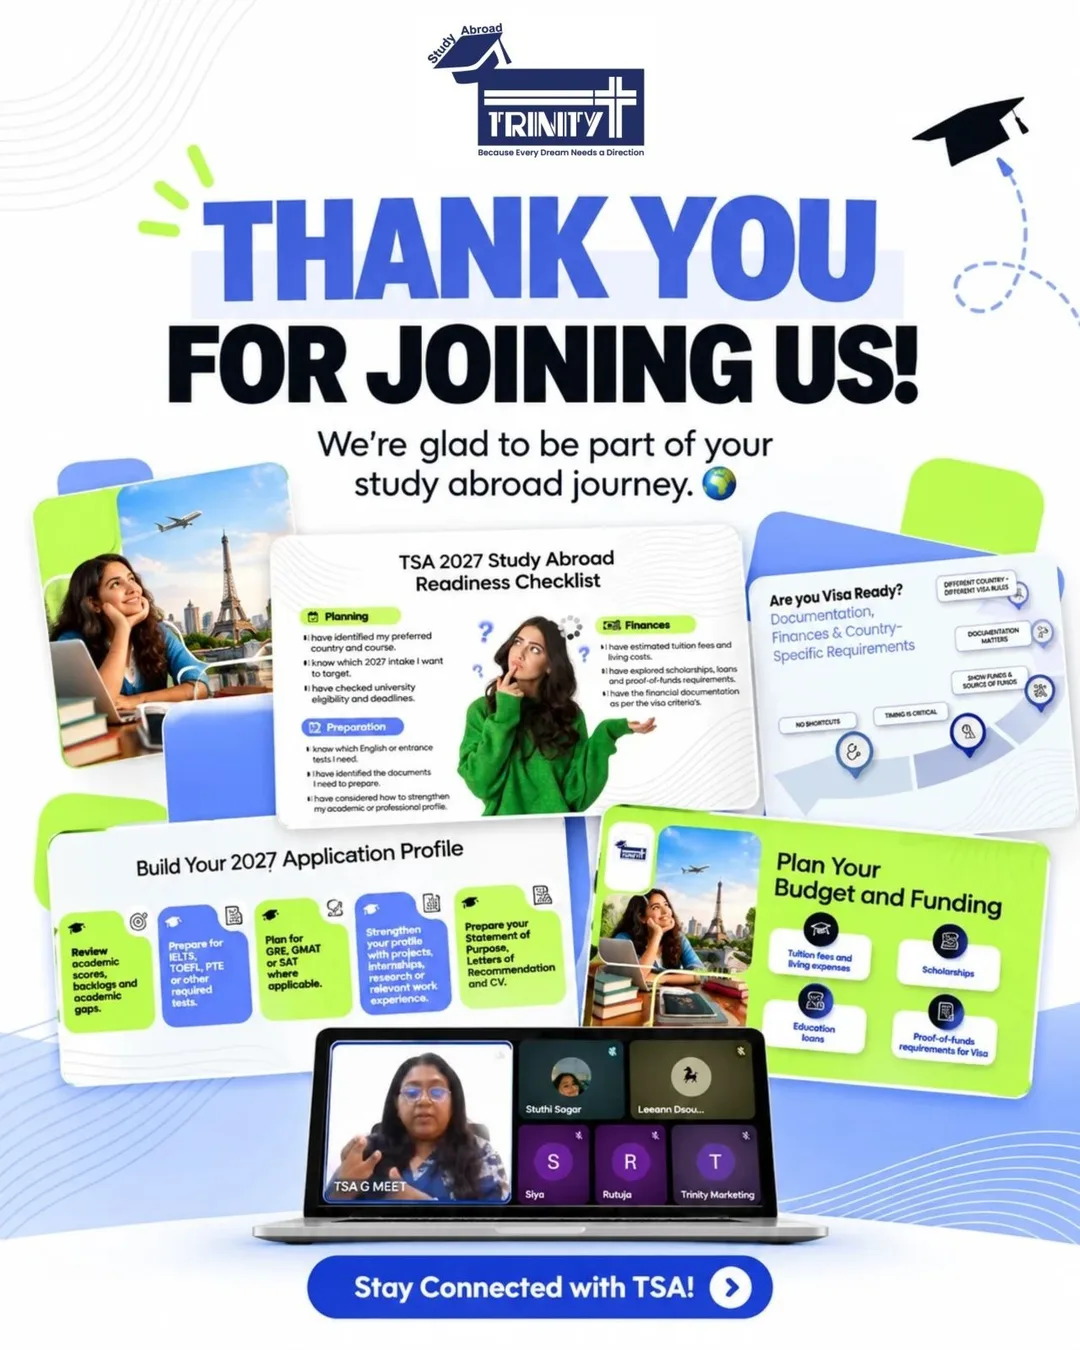 Study Abroad
TRINITY
Because Every Dream Needs a Direction
THANK YOU
FOR JOINING US!
We're glad to be part of your
study abroad journey.
TSA 2027 Study Abroad
Readiness Checklist
Planning
I have identified my preferred
country and course.
I know which 2027 intake I want
to target.
I have checked university
eligibility and deadlines.
Preparation
I know which English or entrance
tests I need.
I have identified the documents
I need to prepare.
I have considered how to strengthen
my academic or professional profile.
Finances
I have estimated tuition fees and
living costs.
I have explored scholarships, loans
and proof-of-funds requirements.
I have the financial documentation
as per the visa criteria's.
Are you Visa Ready?
Documentation,
Finances & Country-
Specific Requirements
DIFFERENT COUNTRY -
DIFFERENT VISA RULES
DOCUMENTATION
MATTERS
SHOW FUNDS &
SOURCE OF FUNDS
TIMING IS CRITICAL
NO SHORTCUTS
Build Your 2027 Application Profile
Review
academic
scores,
backlogs and
academic
gaps.
Prepare for
IELTS,
TOEFL, PTE
or other
required
tests.
Plan for
GRE, GMAT
or SAT
where
applicable.
Strengthen
your profile
with projects,
internships,
research or
relevant work
experience.
Prepare your
Statement of
Purpose,
Letters of
Recommendation
and CV.
TRINITY
Plan Your
Budget and Funding
Tuition fees and
living expenses
Scholarships
Education
loans
Proof-of-funds
requirements for Visa
TSA G MEET
Stuthi Sogar
Leeann Dsou...
S
Siya
R
Rutuja
T
Trinity Marketing
Stay Connected with TSA!